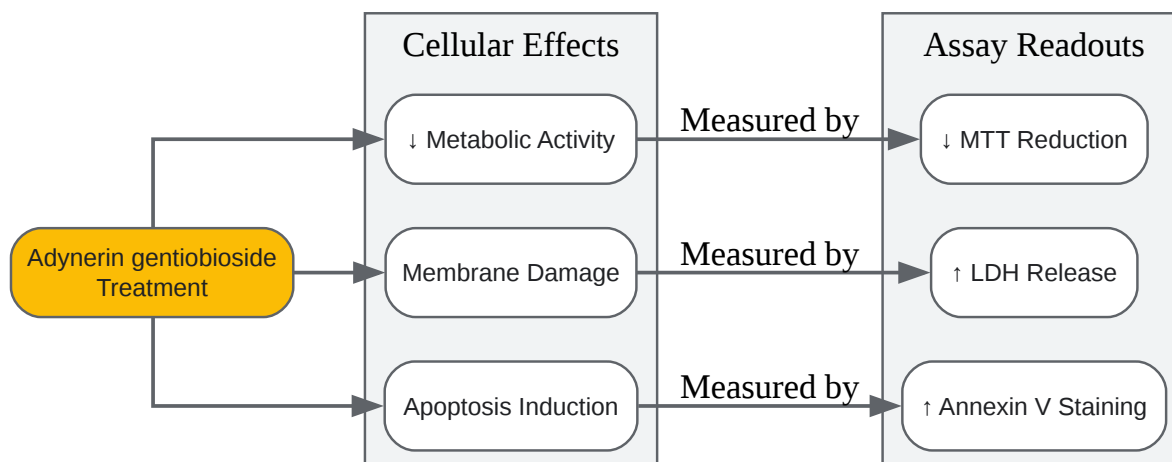 Cellular Effects
Assay Readouts
↓ Metabolic Activity
Measured by
↓ MTT Reduction
Adynerin gentiobioside
Treatment
Membrane Damage
Measured by
↑ LDH Release
Apoptosis Induction
Measured by
↑ Annexin V Staining